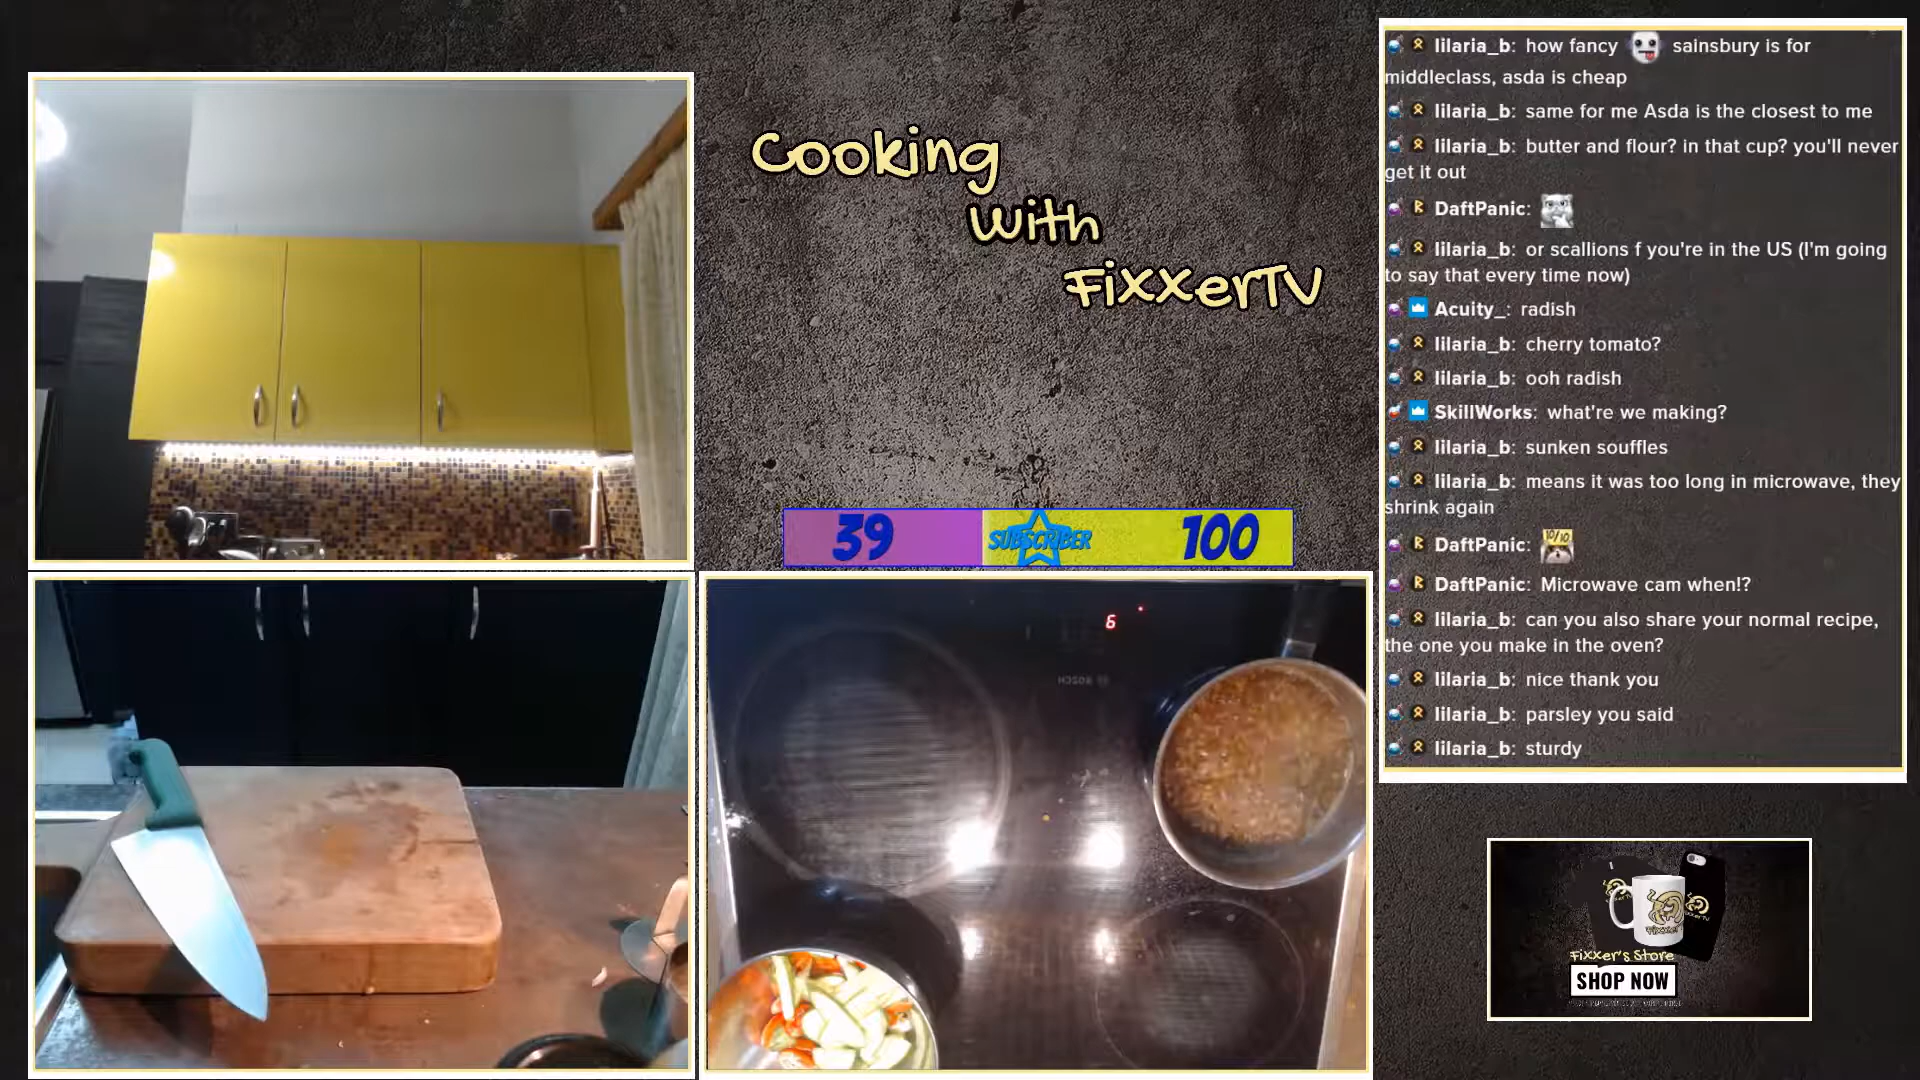 Cooking
With
FixxerTV
39 SUBSCRIBER 100
6
BOSCH
lilaria_b: how fancy sainsbury is for
middleclass, asda is cheap
lilaria_b: same for me Asda is the closest to me
lilaria_b: butter and flour? in that cup? you'll never
get it out
DaftPanic:
lilaria_b: or scallions f you're in the US (I'm going
to say that every time now)
Acuity_: radish
lilaria_b: cherry tomato?
lilaria_b: ooh radish
SkillWorks: what're we making?
lilaria_b: sunken souffles
lilaria_b: means it was too long in microwave, they
shrink again
DaftPanic: 10/10
DaftPanic: Microwave cam when!?
lilaria_b: can you also share your normal recipe,
the one you make in the oven?
lilaria_b: nice thank you
lilaria_b: parsley you said
lilaria_b: sturdy
Fixxer's Store
SHOP NOW